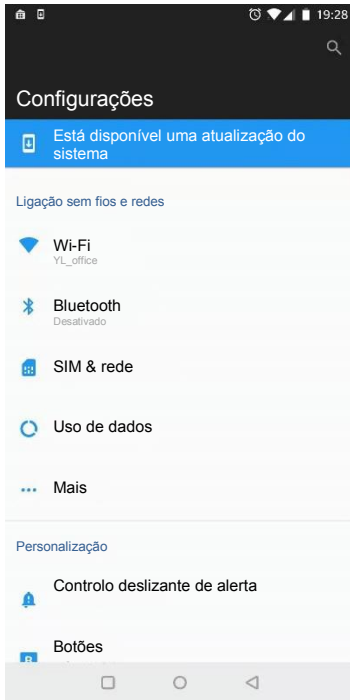 19:28
Configurações
Está disponível uma atualização do
sistema
Ligação sem fios e redes
Wi-Fi
YL_office
Bluetooth
Desativado
SIM & rede
Uso de dados
Mais
Personalização
Controlo deslizante de alerta
Botões